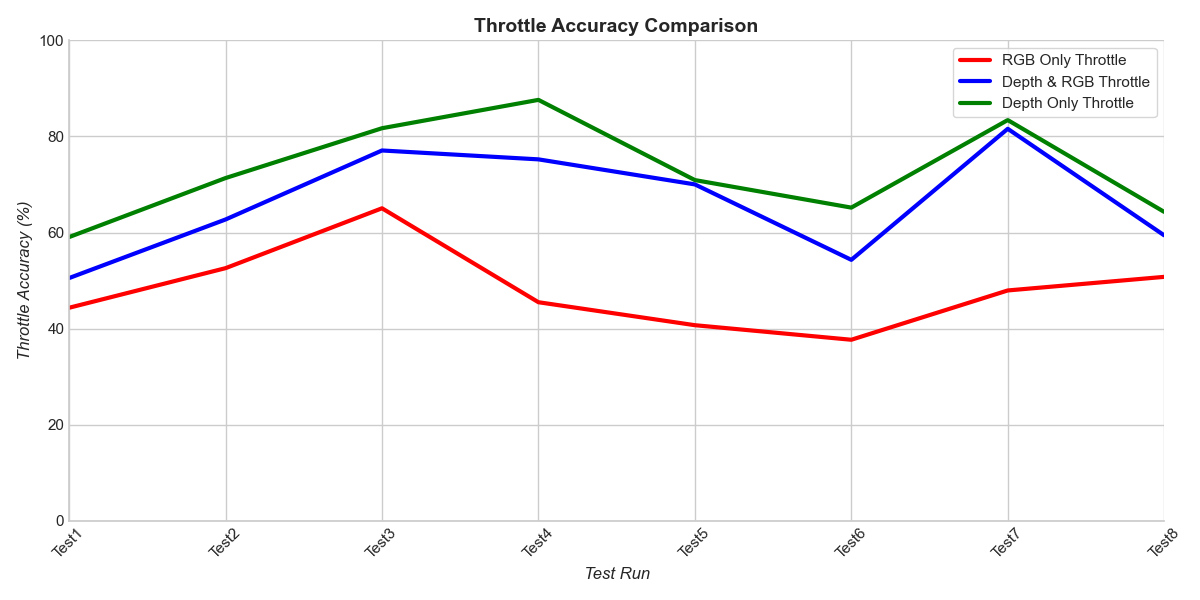 Throttle Accuracy Comparison
RGB Only Throttle
Depth & RGB Throttle
Depth Only Throttle
Throttle Accuracy (%)
100
80
60
40
20
0
Test1 Test2 Test3 Test4 Test5 Test6 Test7 Test8
Test Run